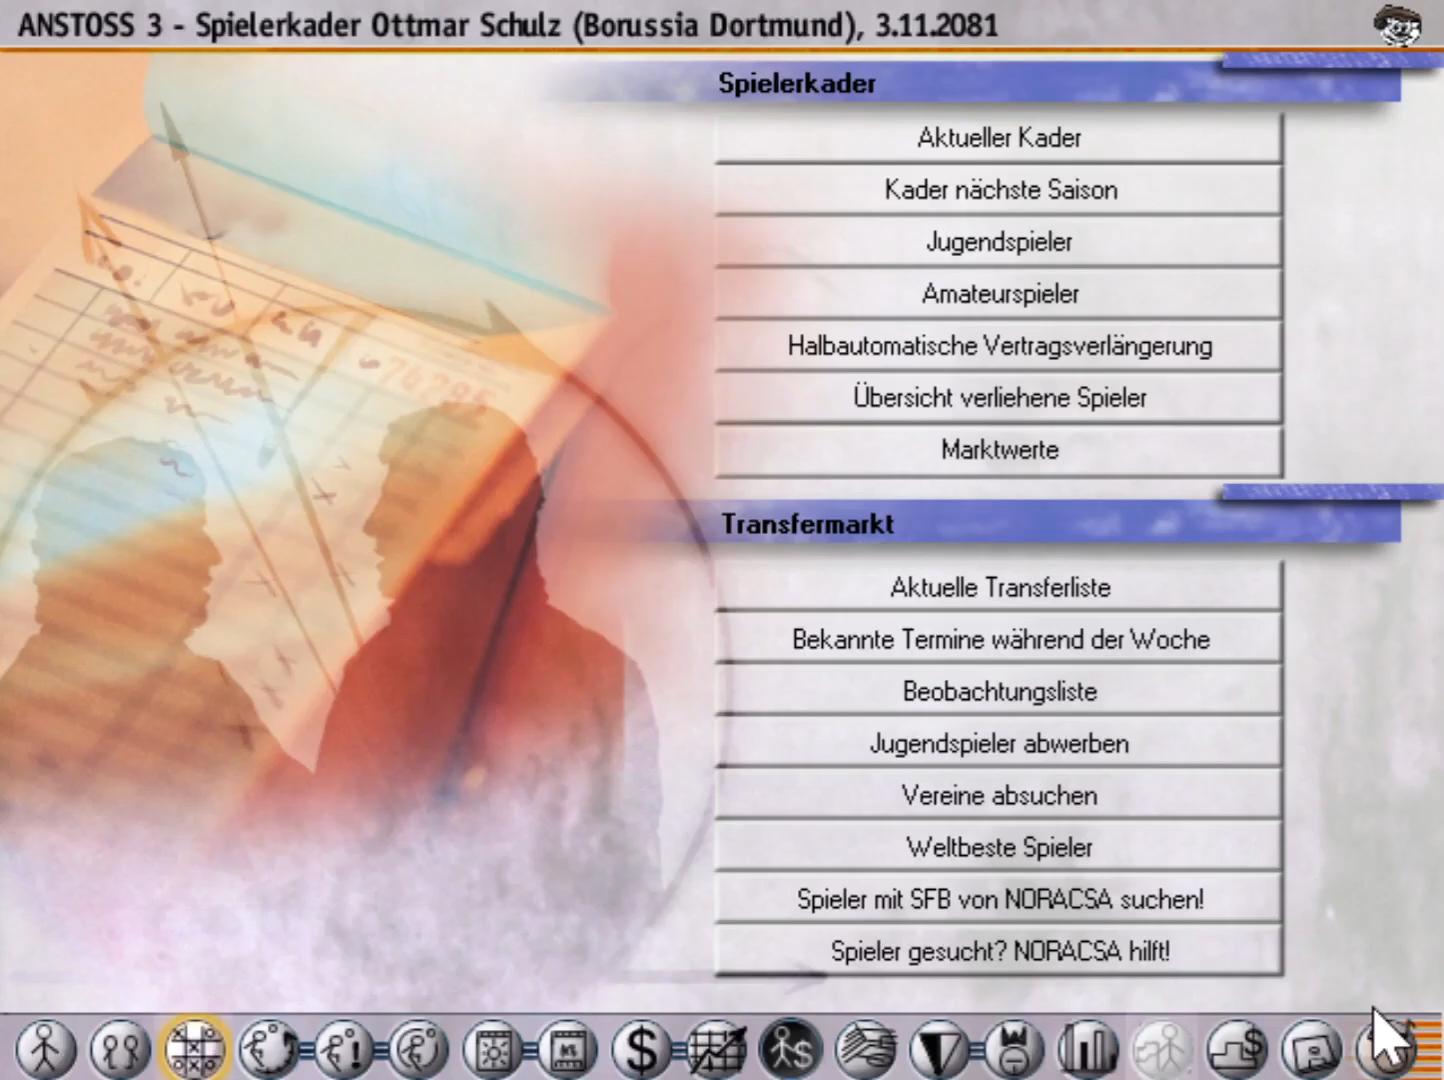 ANSTOSS 3 - Spielerkader Ottmar Schulz (Borussia Dortmund), 3.11.2081
Spielerkader
Aktueller Kader
Kader nächste Saison
Jugendspieler
Amateurspieler
Halbautomatische Vertragsverlängerung
Übersicht verliehene Spieler
Marktwerte
Transfermarkt
Aktuelle Transferliste
Bekannte Termine während der Woche
Beobachtungsliste
Jugendspieler abwerben
Vereine absuchen
Weltbeste Spieler
Spieler mit SFB von NORACSA suchen!
Spieler gesucht? NORACSA hilft!